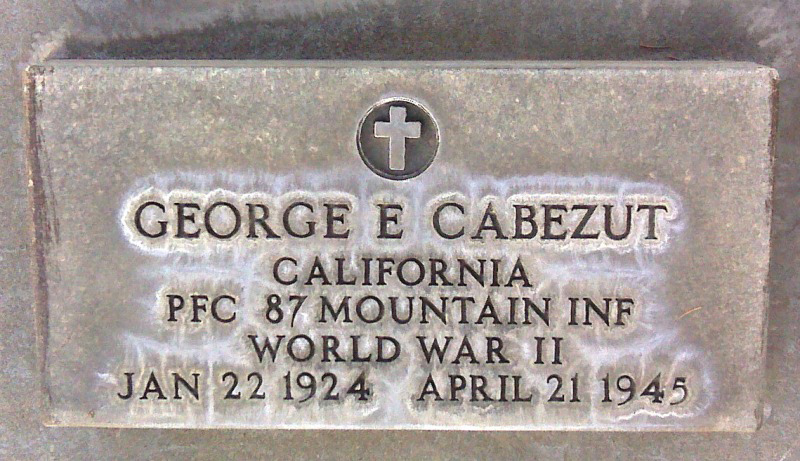 GEORGE E CABEZUT
CALIFORNIA
PFC 87 MOUNTAIN INF
WORLD WAR II
JAN 22 1924 APRIL 21 1945